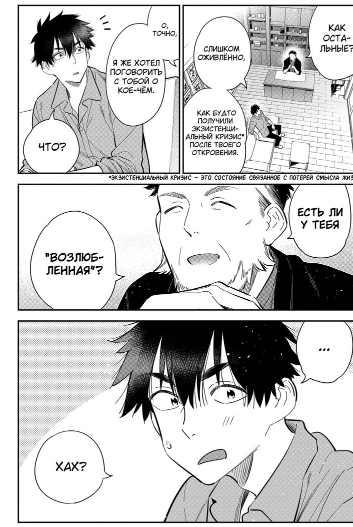 КАК
ОСТА-
ЛЬНЫЕ?
СЛИШКОМ
ОЖИВЛЁННО,
КАК БУДТО
ПОЛУЧИЛИ
ЭКЗИСТЕНЦИ-
АЛЬНЫЙ КРИЗИС*
ПОСЛЕ ТВОЕГО
ОТКРОВЕНИЯ.
О,
ТОЧНО,
Я ЖЕ ХОТЕЛ
ПОГОВОРИТЬ
С ТОБОЙ О
КОЕ-ЧЁМ.
ЧТО?
*ЭКЗИСТЕНЦИАЛЬНЫЙ КРИЗИС - ЭТО СОСТОЯНИЕ СВЯЗАННОЕ С ПОТЕРЕЙ СМЫСЛА
ЕСТЬ ЛИ
У ТЕБЯ
"ВОЗЛЮБ-
ЛЕННАЯ"?
...
ХАХ?